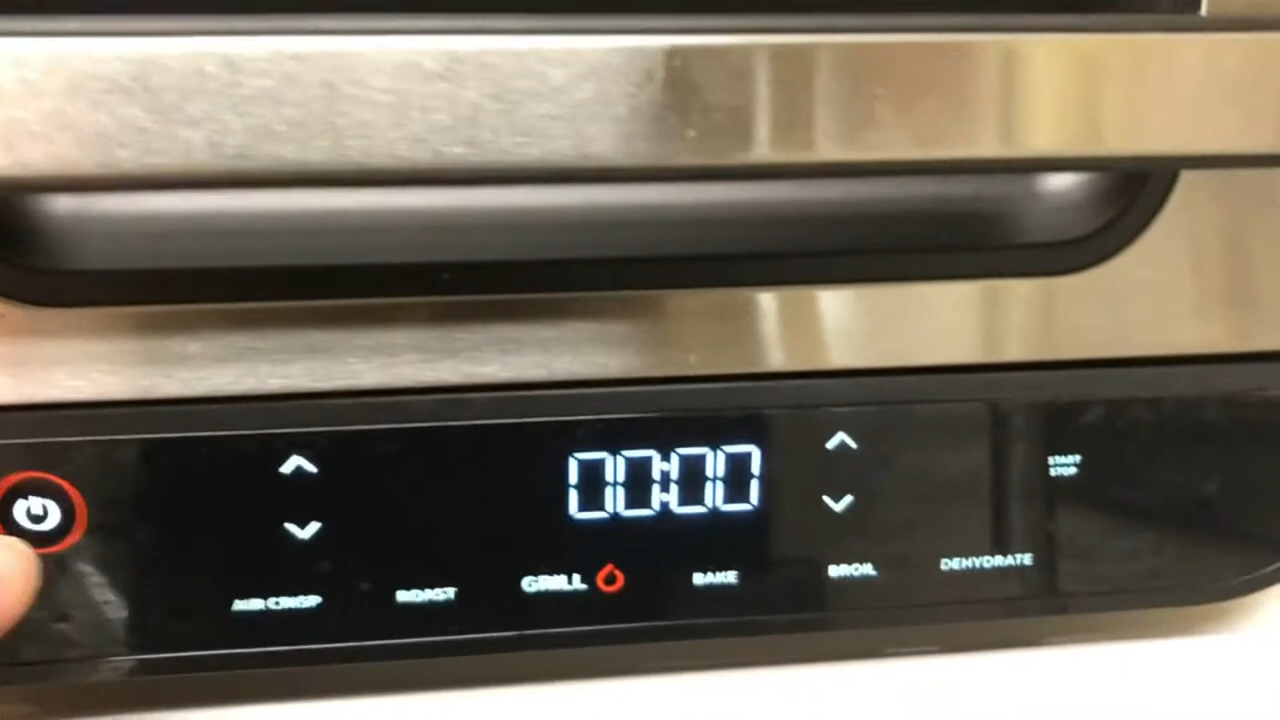 00:00
START
STOP
AIR CRISP
ROAST
GRILL
BAKE
BROIL
DEHYDRATE